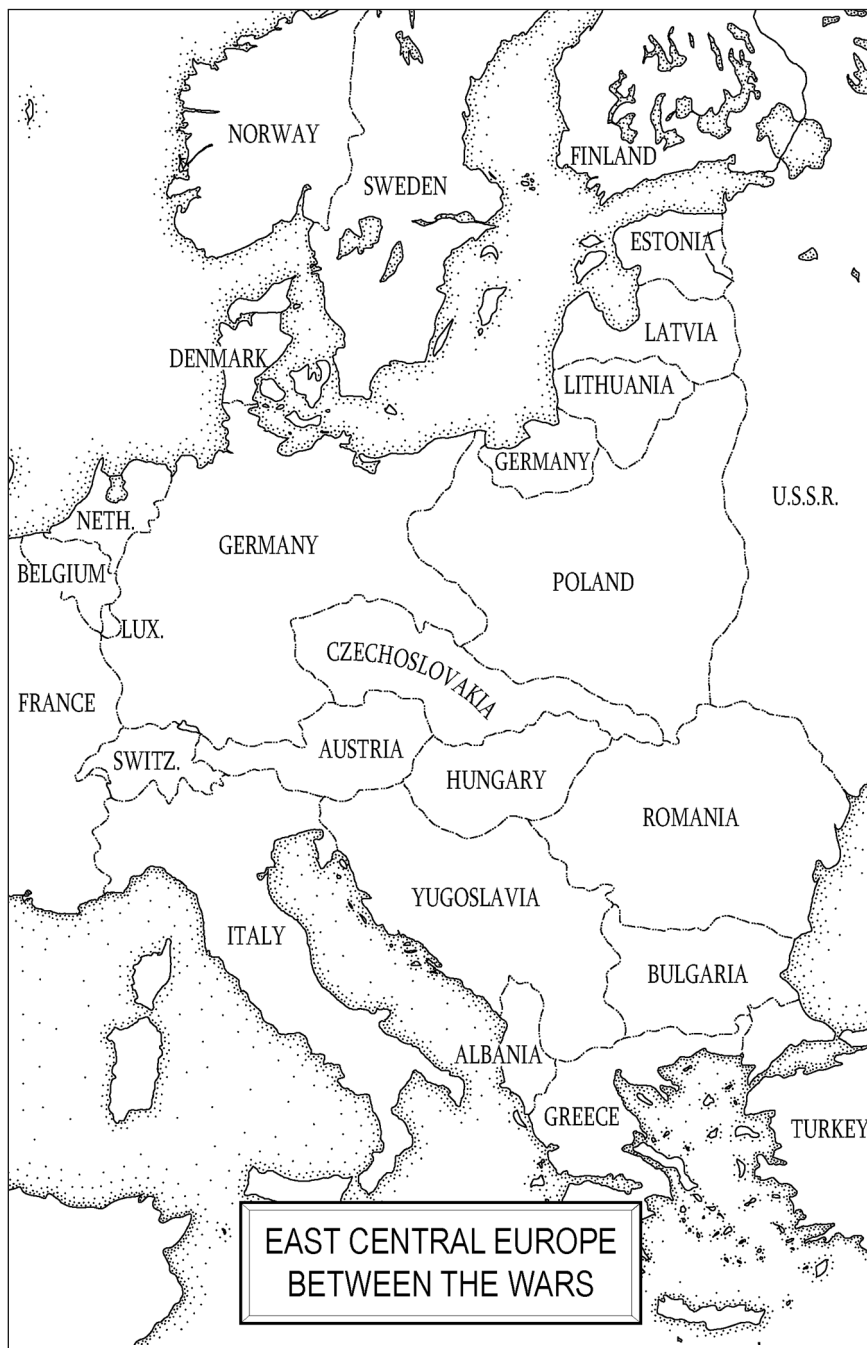 NORWAY
FINLAND
SWEDEN
ESTONIA
LATVIA
DENMARK
LITHUANIA
GERMANY
U.S.S.R.
NETH.
GERMANY
BELGIUM
POLAND
LUX.
CZECHOSLOVAKIA
FRANCE
AUSTRIA
SWITZ.
HUNGARY
ROMANIA
YUGOSLAVIA
ITALY
BULGARIA
ALBANIA
GREECE
TURKEY
EAST CENTRAL EUROPE
BETWEEN THE WARS